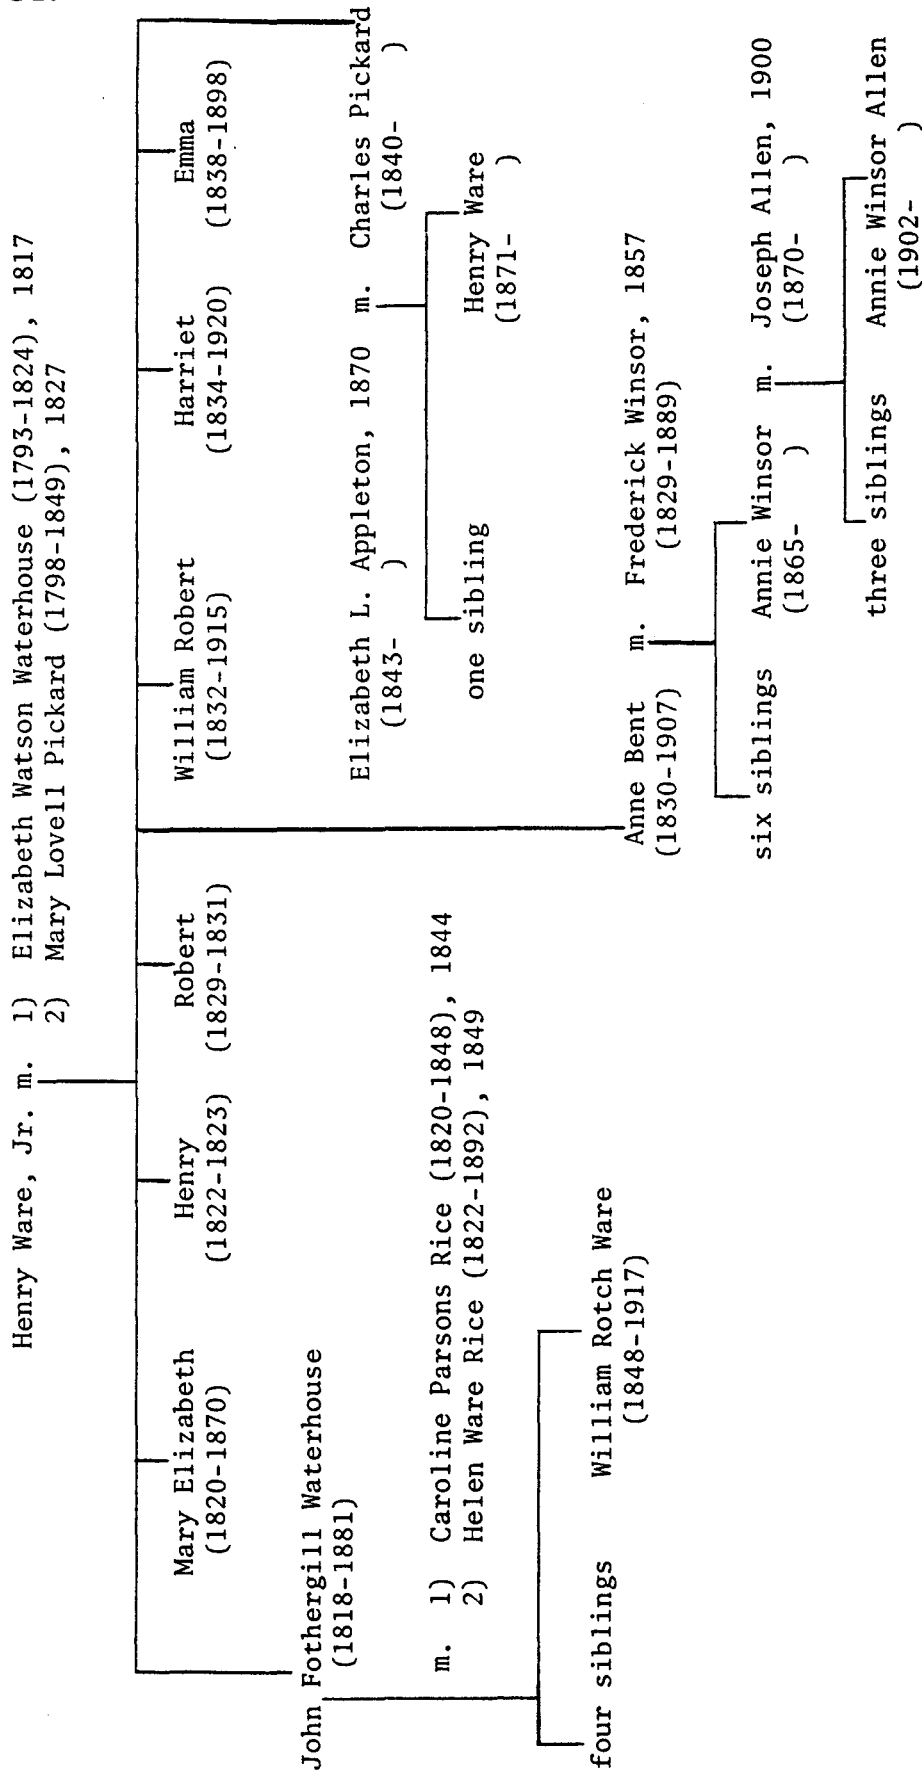 Henry Ware, Jr. m. 1) Elizabeth Watson Waterhouse (1793-1824), 1817
2) Mary Lovell Pickard (1798-1849), 1827
Mary Elizabeth
(1820-1870)
Henry
(1822-1823)
Robert
(1829-1831)
William Robert
(1832-1915)
Harriet
(1834-1920)
Emma
(1838-1898)
John Fothergill Waterhouse
(1818-1881)
m. 1) Caroline Parsons Rice (1820-1848), 1844
2) Helen Ware Rice (1822-1892), 1849
four siblings
William Rotch Ware
(1848-1917)
Elizabeth L. Appleton, 1870 m. Charles Pickard
(1843- ) (1840- )
one sibling
Henry Ware
(1871- )
Anne Bent m. Frederick Winsor, 1857
(1830-1907) (1829-1889)
six siblings
Annie Winsor m. Joseph Allen, 1900
(1865- ) (1870- )
three siblings
Annie Winsor Allen
(1902- )